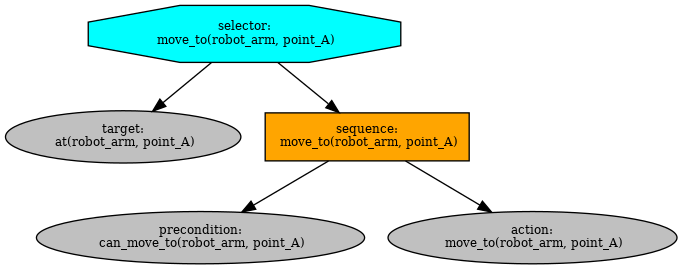 selector:
move_to(robot_arm, point_A)
target:
at(robot_arm, point_A)
sequence:
move_to(robot_arm, point_A)
precondition:
can_move_to(robot_arm, point_A)
action:
move_to(robot_arm, point_A)